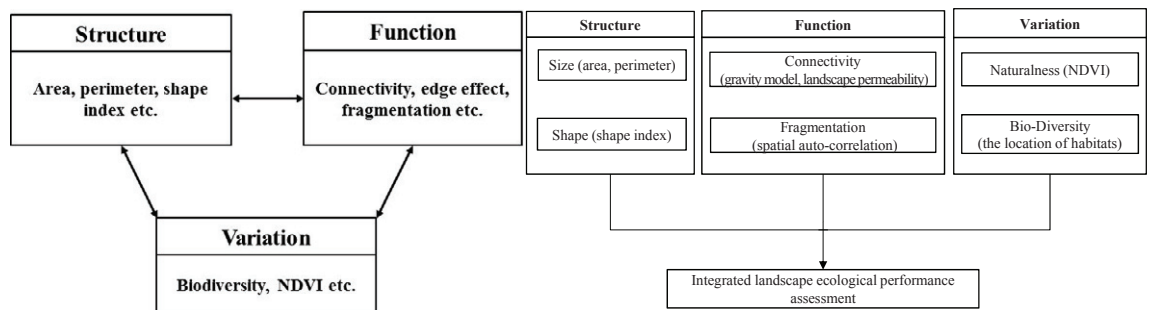 Structure
Area, perimeter, shape
index etc.
Function
Connectivity, edge effect,
fragmentation etc.
Variation
Biodiversity, NDVI etc.
Structure
Size (area, perimeter)
Shape (shape index)
Function
Connectivity
(gravity model, landscape permeability)
Fragmentation
(spatial auto-correlation)
Variation
Naturalness (NDVI)
Bio-Diversity
(the location of habitats)
Integrated landscape ecological performance
assessment